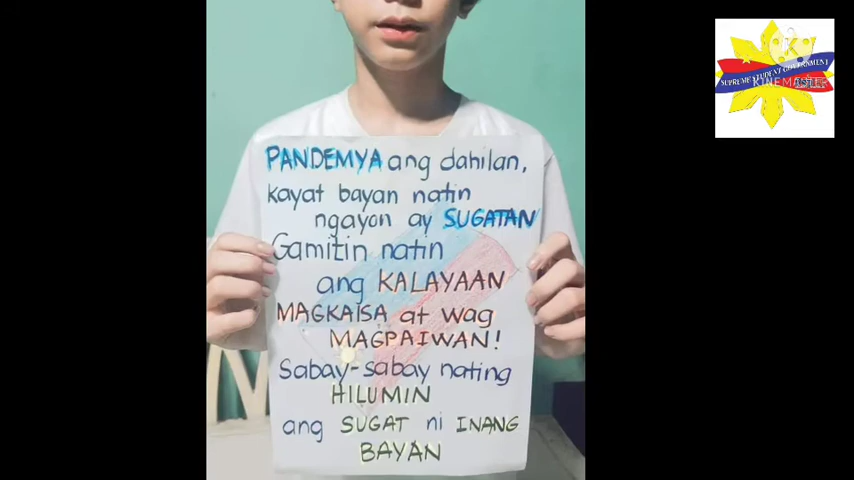 PANDEMYA ang dahilan,
kayat bayan natin
ngayon ay SUGATAN
Gamitin natin
ang KALAYAAN
MAGKAISA at wag
MAGPAIWAN!
Sabay-sabay nating
HILUMIN
ang SUGAT ni INANG
BAYAN
SUPREME STUDENT GOVERNMENT
KINEMASTER